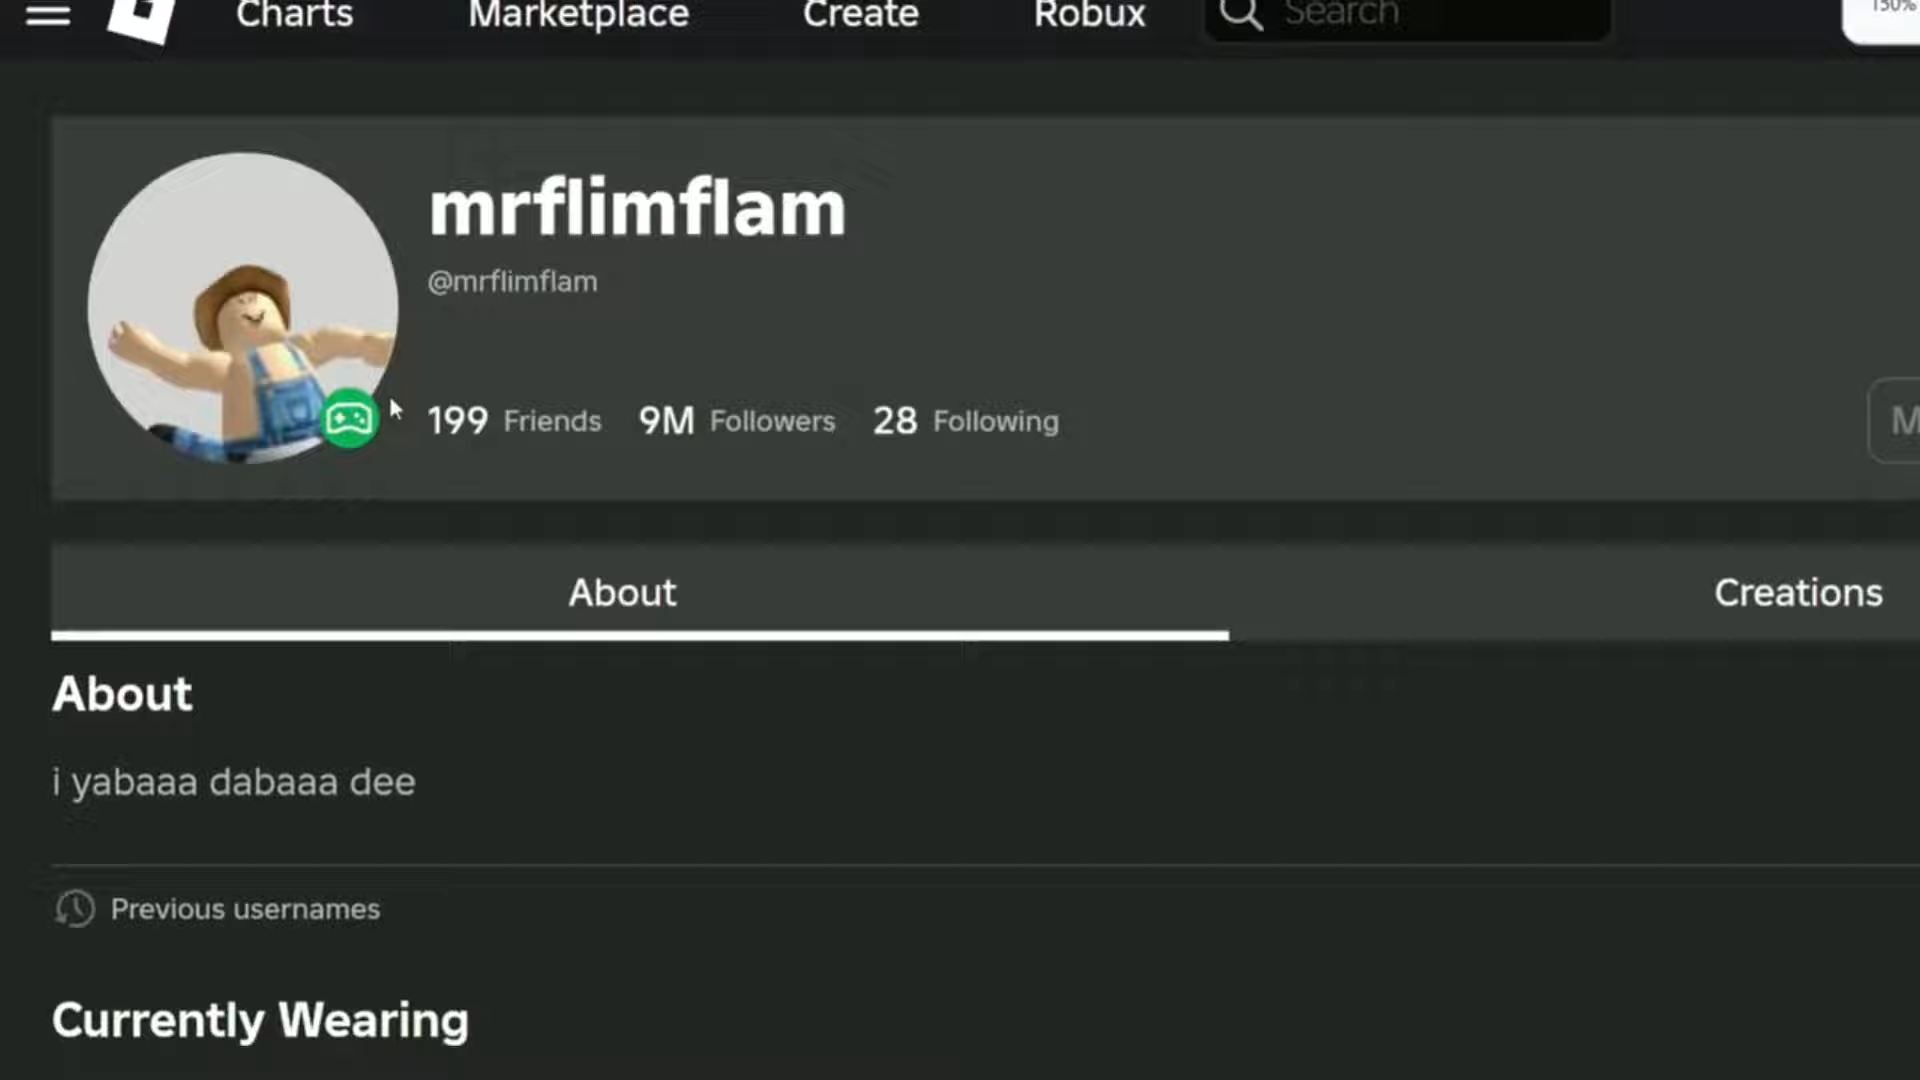 Charts Marketplace Create Robux Search 150%
mrflimflam
@mrflimflam
199 Friends 9M Followers 28 Following
M
About Creations
About
i yabaaa dabaaa dee
Previous usernames
Currently Wearing